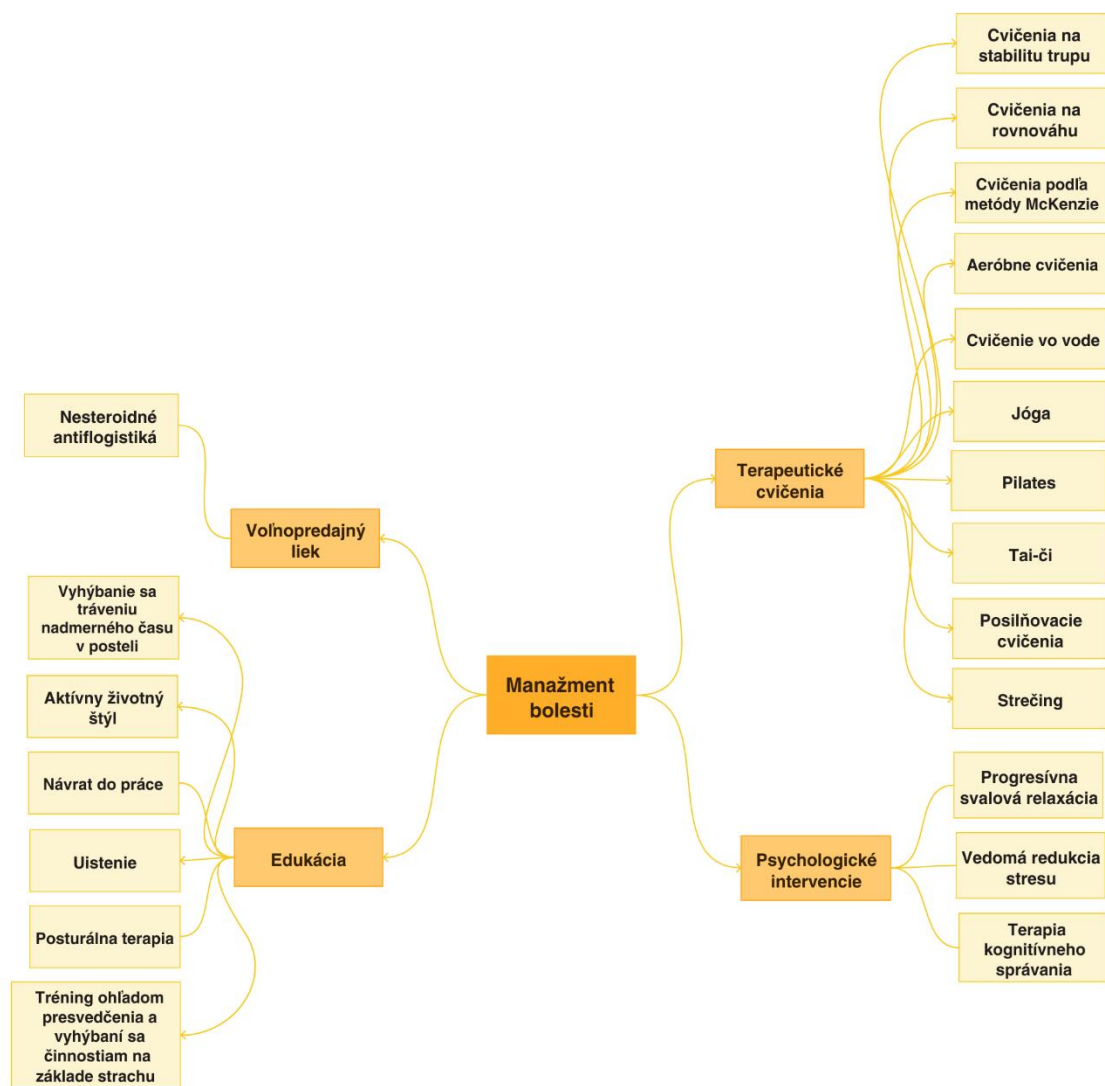 Manažment
bolesti
Terapeutické
cvičenia
Cvičenia na
stabilitu trupu
Cvičenia na
rovnováhu
Cvičenia podľa
metódy McKenzie
Aeróbne cvičenia
Cvičenie vo vode
Jóga
Pilates
Tai-či
Posilňovacie
cvičenia
Strečing
Psychologické
intervencie
Progresívna
svalová relaxácia
Vedomá redukcia
stresu
Terapia
kognitívneho
správania
Voľnopredajný
liek
Nesteroidné
antiflogistiká
Edukácia
Vyhýbanie sa
tráveniu
nadmerného času
v posteli
Aktívny životný
štýl
Návrat do práce
Uistenie
Posturálna terapia
Tréning ohľadom
presvedčenia a
vyhýbaní sa
činnostiam na
základe strachu